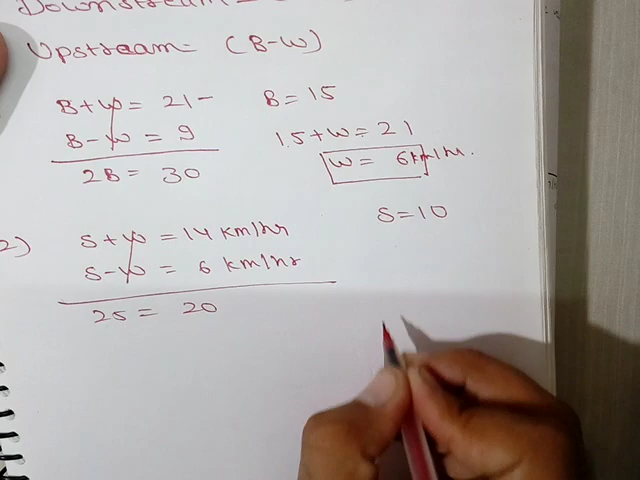 Downstream =
Upstream = (B-W)
B+W = 21- B = 15
B-W = 9 15+W = 21
2B = 30 W = 6km/hr.
S = 10
2) S+W = 14 km/hr
S-W = 6 km/hr
2S = 20